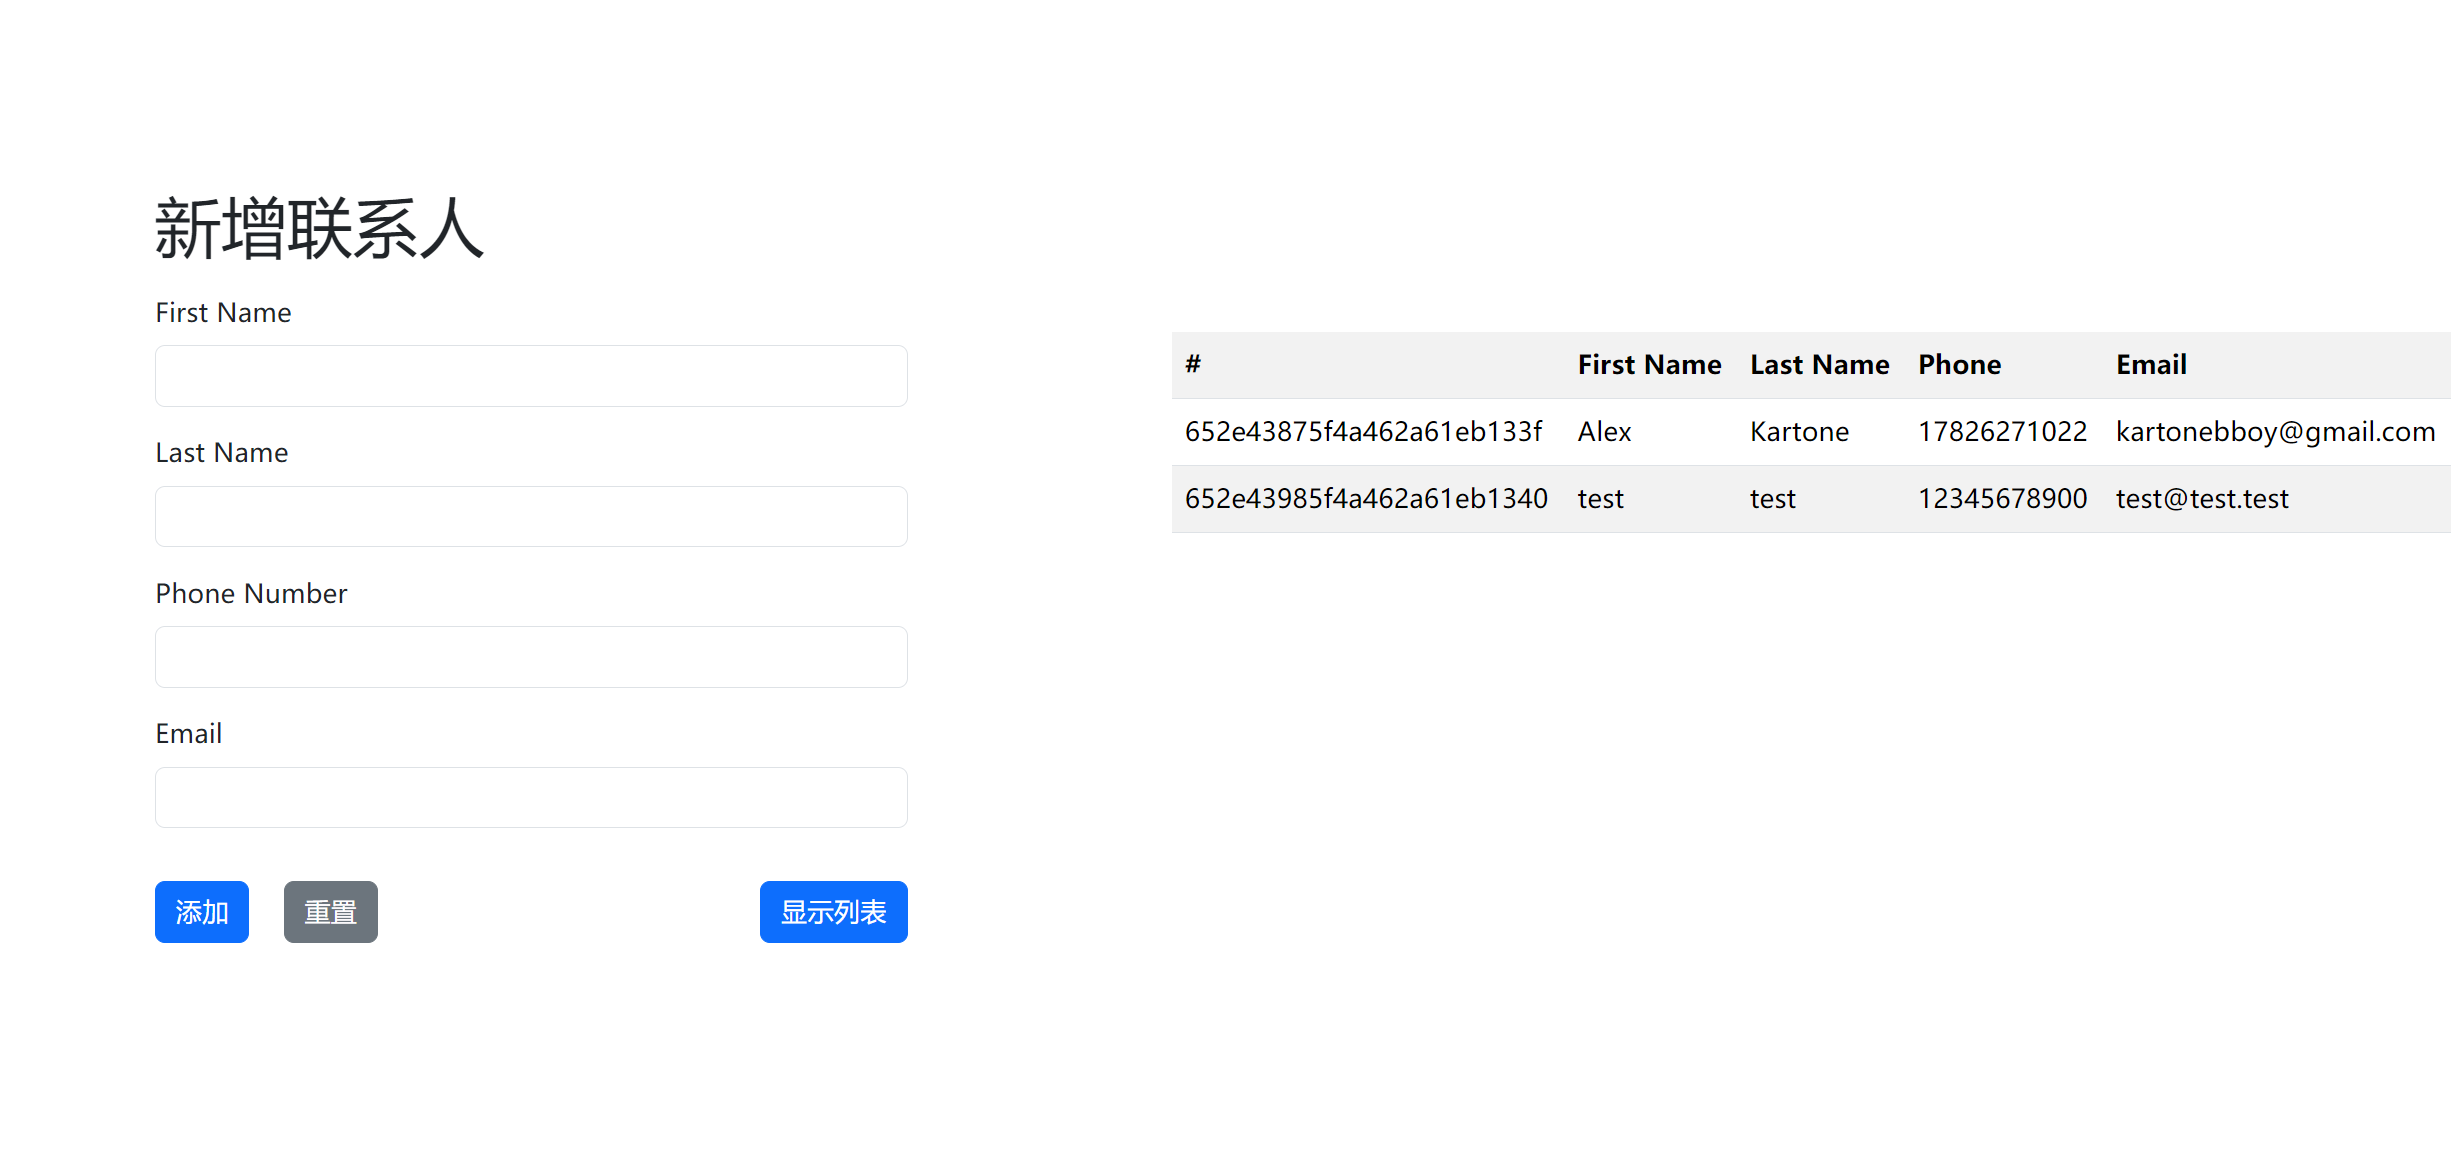 新增联系人
First Name
Last Name
Phone Number
Email
添加 重置 显示列表
# First Name Last Name Phone Email
652e43875f4a462a61eb133f Alex Kartone 17826271022 kartonebboy@gmail.com
652e43985f4a462a61eb1340 test test 12345678900 test@test.test